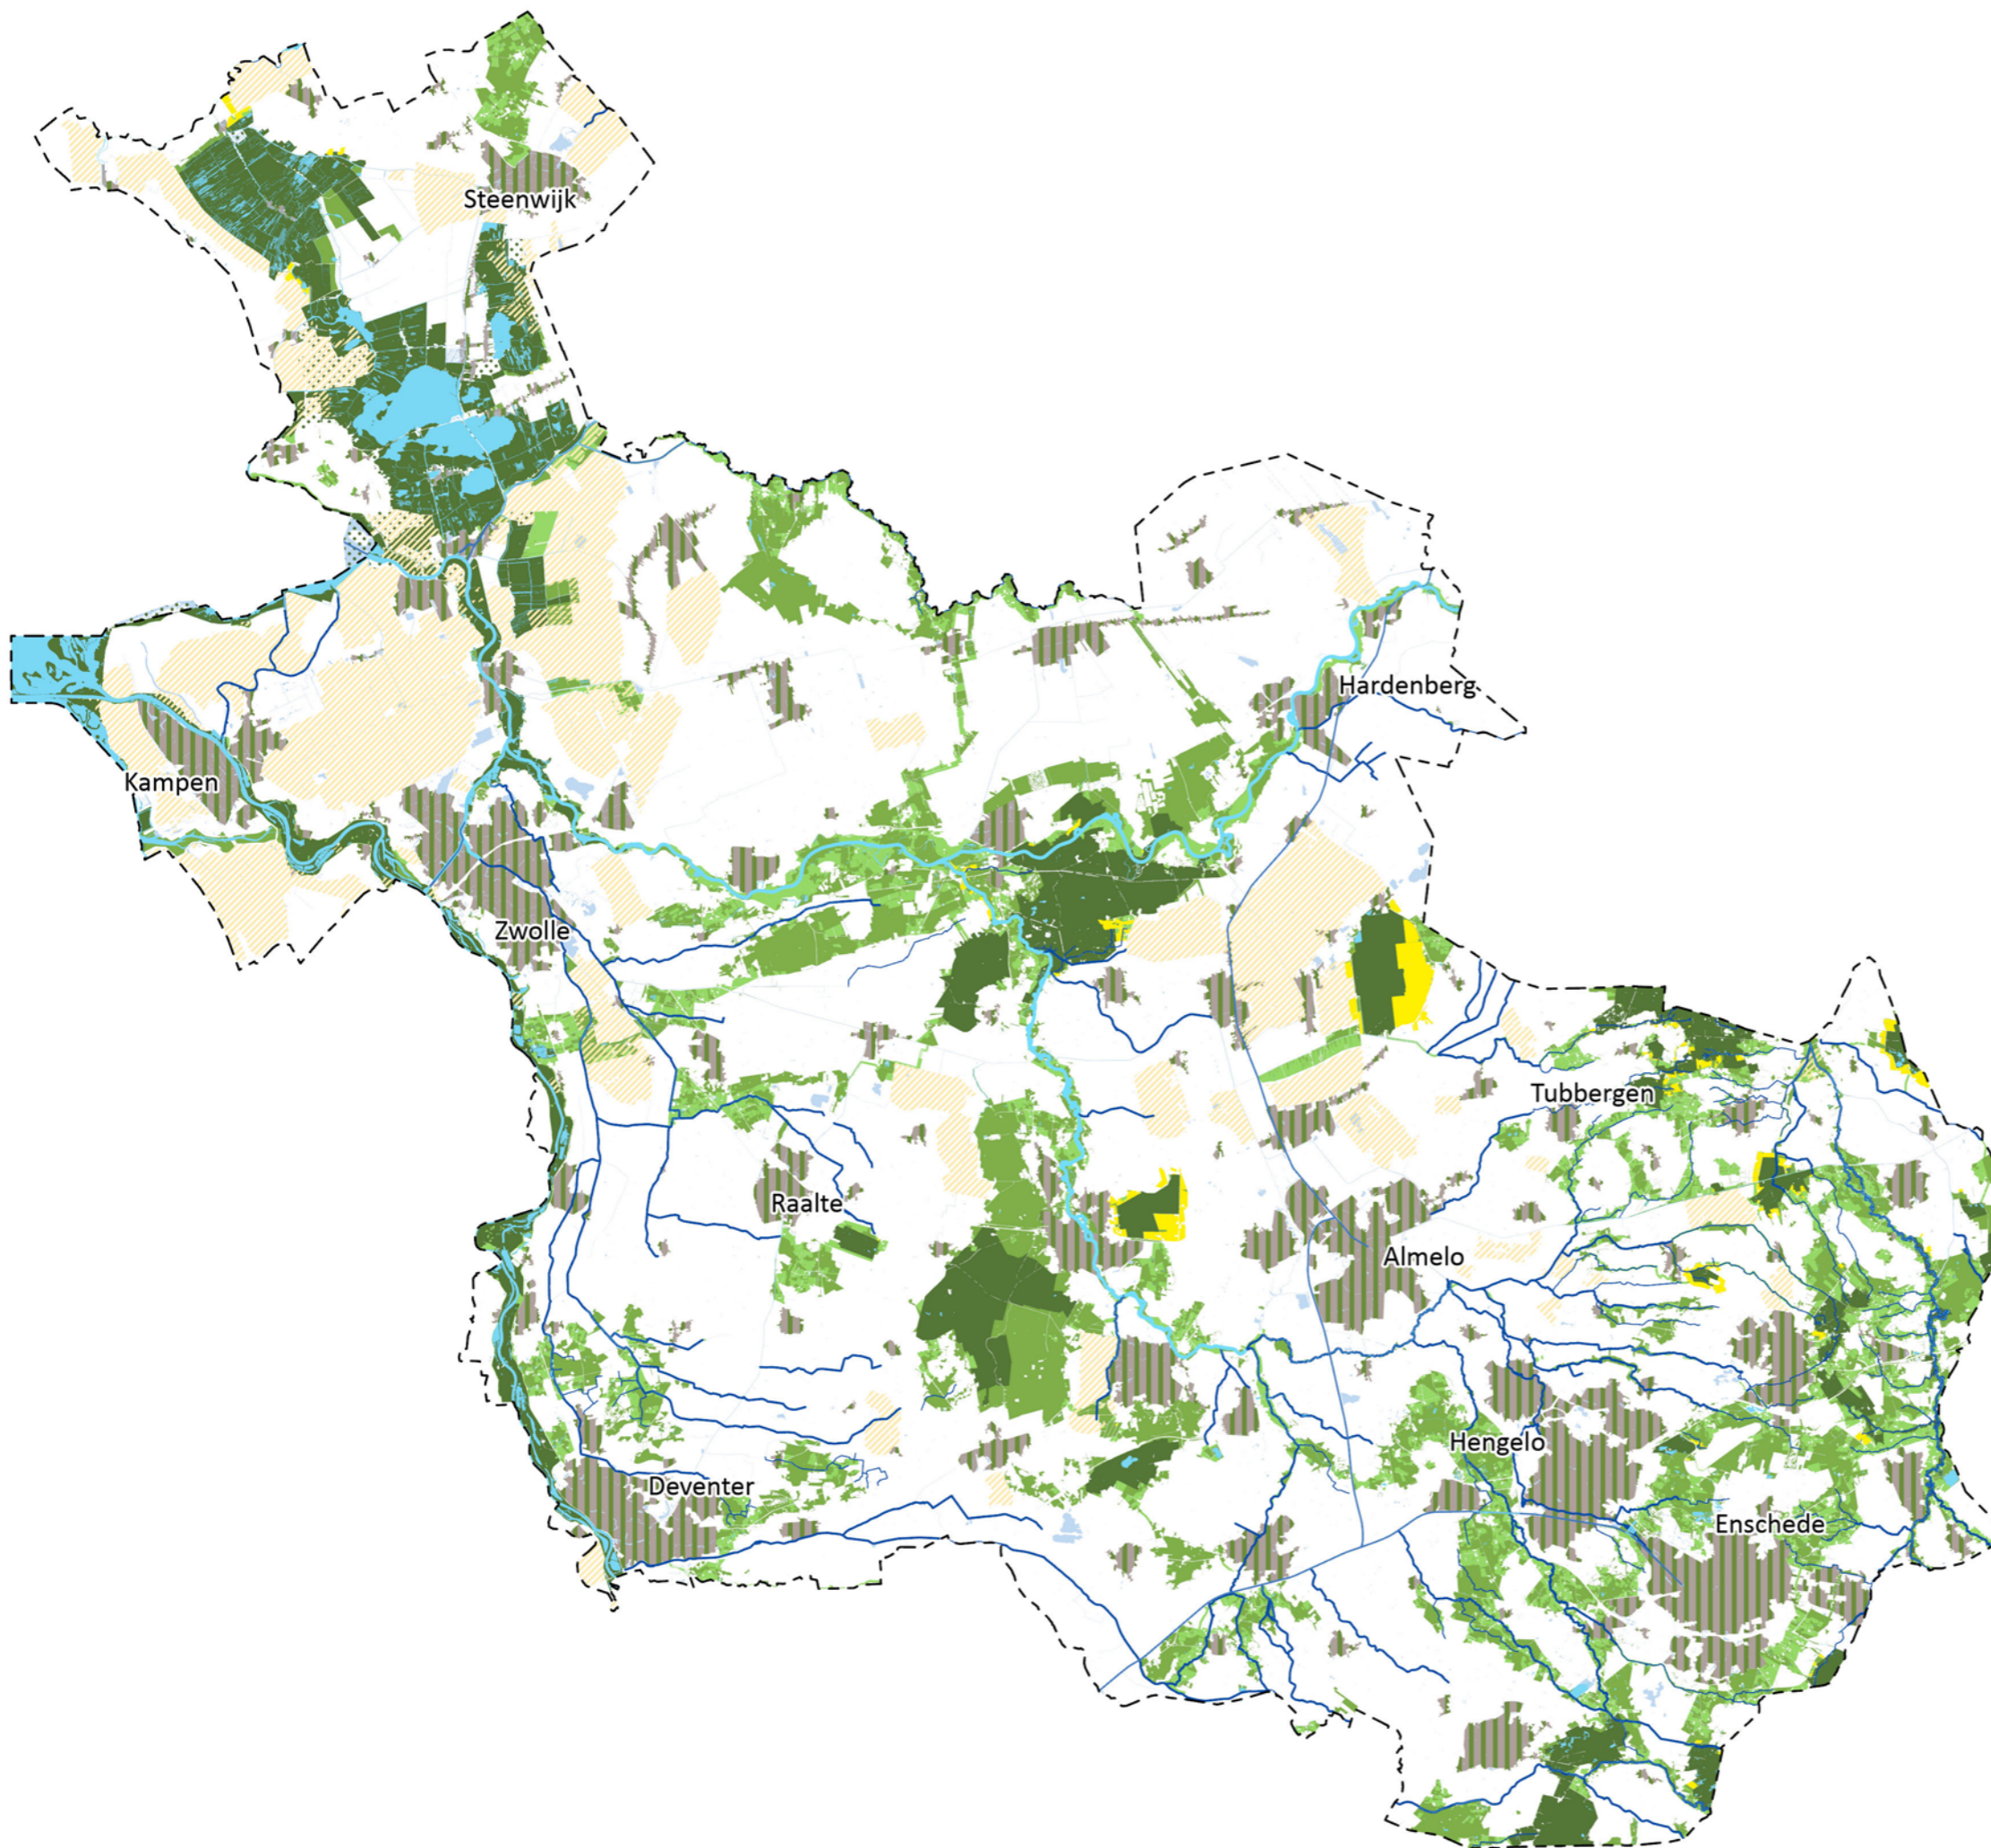 Steenwijk
Hardenberg
Kampen
Zwolle
Tubbergen
Raalte
Almelo
Hengelo
Deventer
Enschede